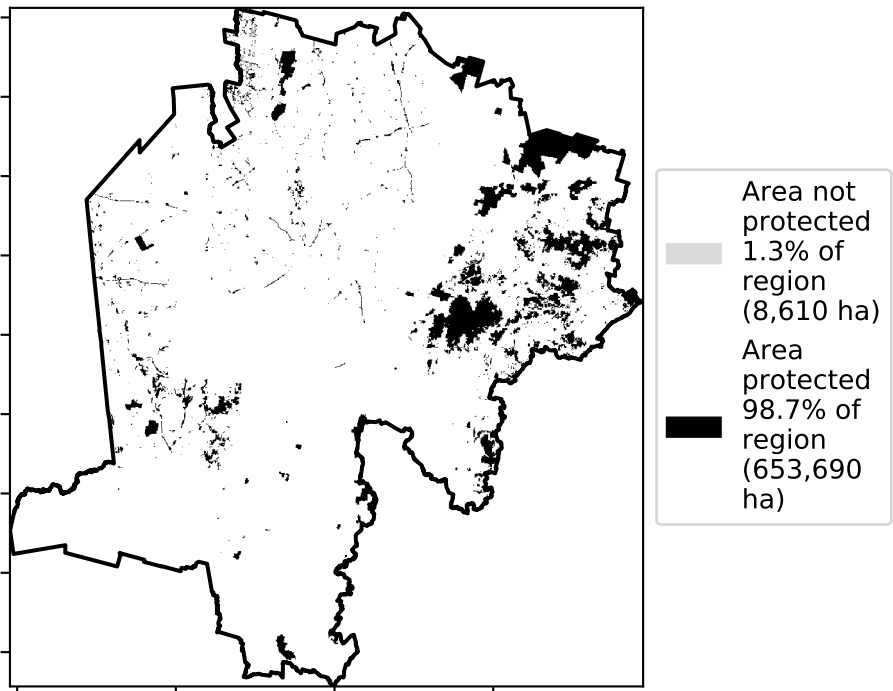 Area not
protected
1.3% of
region
(8,610 ha)
Area
protected
98.7% of
region
(653,690
ha)